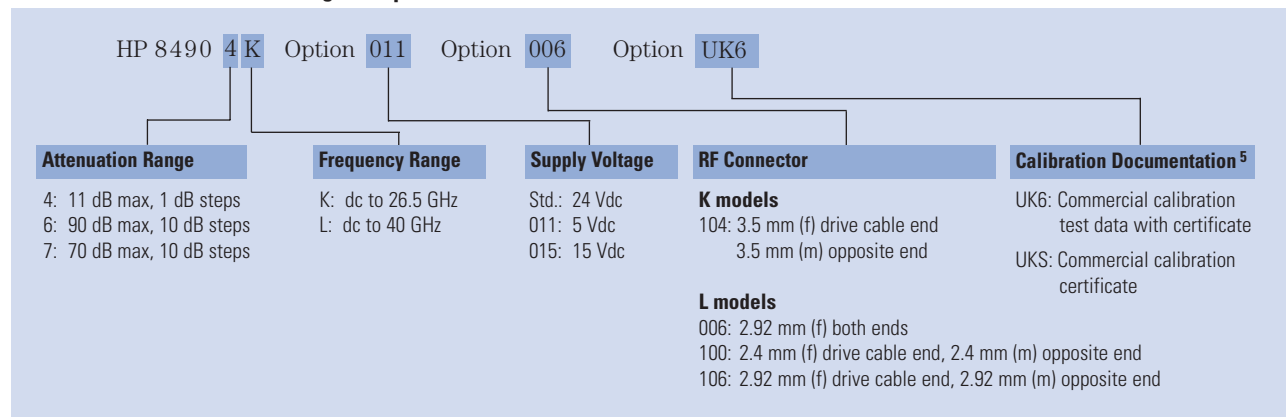 HP 8490 4 K Option 011 Option 006 Option UK6
Attenuation Range
4: 11 dB max, 1 dB steps
6: 90 dB max, 10 dB steps
7: 70 dB max, 10 dB steps
Frequency Range
K: dc to 26.5 GHz
L: dc to 40 GHz
Supply Voltage
Std.: 24 Vdc
011: 5 Vdc
015: 15 Vdc
RF Connector
K models
104: 3.5 mm (f) drive cable end
3.5 mm (m) opposite end
L models
006: 2.92 mm (f) both ends
100: 2.4 mm (f) drive cable end, 2.4 mm (m) opposite end
106: 2.92 mm (f) drive cable end, 2.92 mm (m) opposite end
Calibration Documentation 5
UK6: Commercial calibration
test data with certificate
UKS: Commercial calibration
certificate